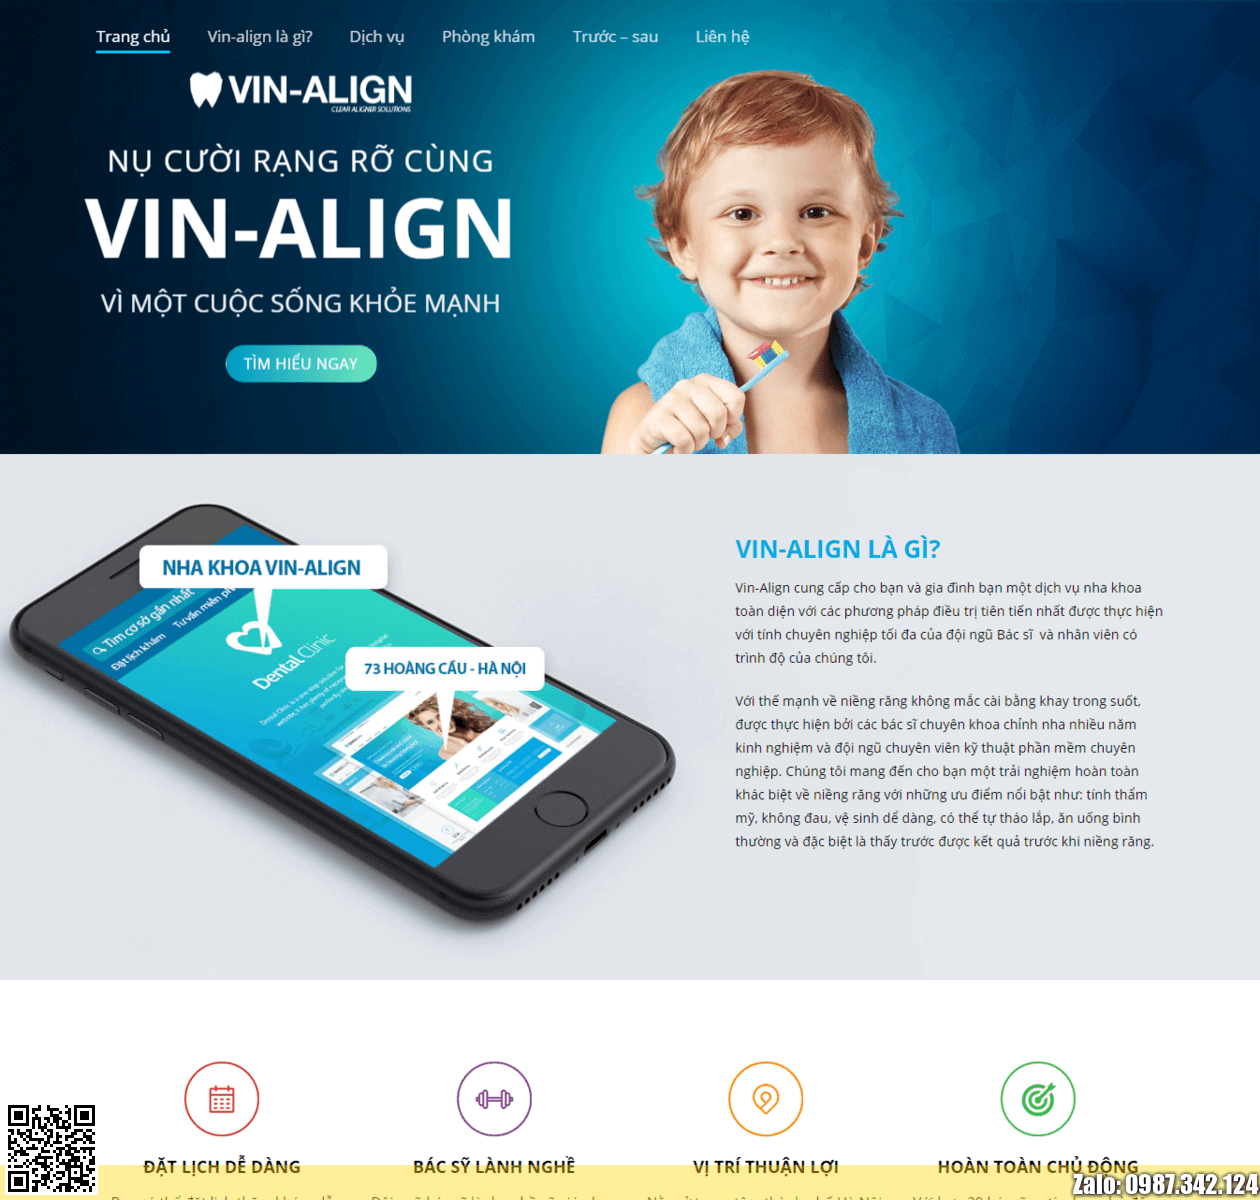 Trang chủ Vin-align là gì? Dịch vụ Phòng khám Trước – sau Liên hệ
VIN-ALIGN
CLEAR ALIGNER SOLUTIONS
NỤ CƯỜI RẠNG RỠ CÙNG
VIN-ALIGN
VÌ MỘT CUỘC SỐNG KHỎE MẠNH
TÌM HIỂU NGAY
NHA KHOA VIN-ALIGN
Tìm cơ sở gần nhất
Đặt lịch khám Tư vấn miễn ph
Dental Clinic
73 HOÀNG CẦU - HÀ NỘI
VIN-ALIGN LÀ GÌ?
Vin-Align cung cấp cho bạn và gia đình bạn một dịch vụ nha khoa
toàn diện với các phương pháp điều trị tiên tiến nhất được thực hiện
với tính chuyên nghiệp tối đa của đội ngũ Bác sĩ và nhân viên có
trình độ của chúng tôi.
Với thế mạnh về niềng răng không mắc cài bằng khay trong suốt,
được thực hiện bởi các bác sĩ chuyên khoa chỉnh nha nhiều năm
kinh nghiệm và đội ngũ chuyên viên kỹ thuật phần mềm chuyên
nghiệp. Chúng tôi mang đến cho bạn một trải nghiệm hoàn toàn
khác biệt về niềng răng với những ưu điểm nổi bật như: tính thẩm
mỹ, không đau, vệ sinh dể dàng, có thể tự tháo lắp, ăn uống bình
thường và đặc biệt là thấy trước được kết quả trước khi niềng răng.
ĐẶT LỊCH DỄ DÀNG
BÁC SỸ LÀNH NGHỀ
VỊ TRÍ THUẬN LỢI
HOÀN TOÀN CHỦ ĐỘNG
Zalo: 0987.342.124